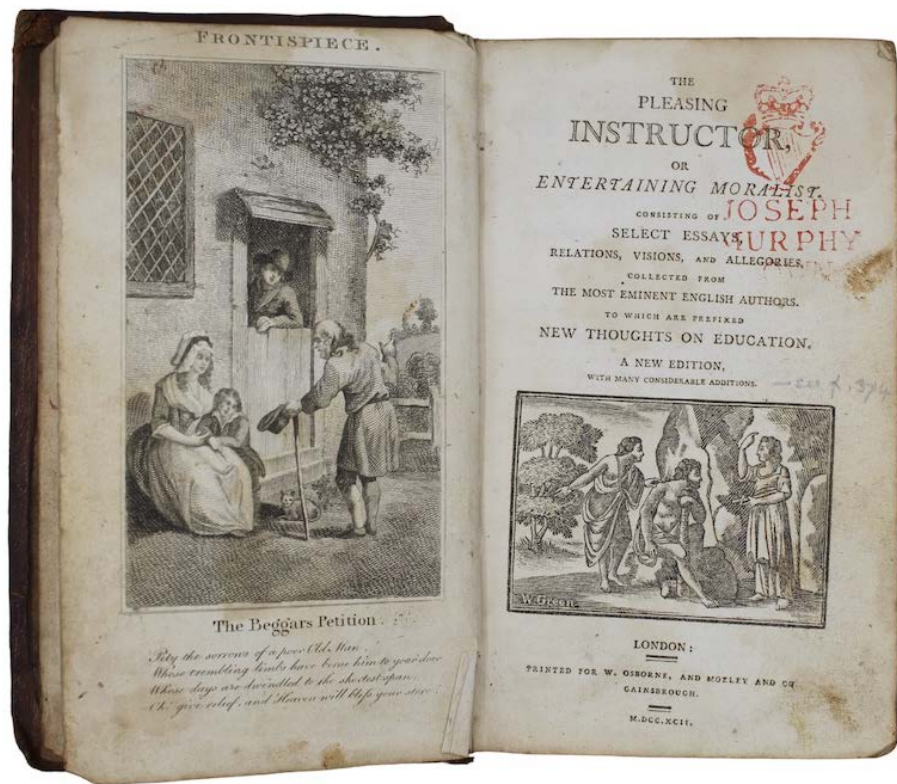 FRONTISPIECE.
The Beggars Petition.
Pity the sorrows of a poor Old Man,
Whose trembling limbs have borne him to your door
Whose days are dwindled to the shortest span,
Oh! give relief, and Heaven will bless your store.
THE
PLEASING
INSTRUCTOR,
OR
ENTERTAINING MORALIST.
CONSISTING OF
SELECT ESSAYS,
RELATIONS, VISIONS, AND ALLEGORIES,
COLLECTED FROM
THE MOST EMINENT ENGLISH AUTHORS.
TO WHICH ARE PREFIXED
NEW THOUGHTS ON EDUCATION.
A NEW EDITION,
WITH MANY CONSIDERABLE ADDITIONS.
JOSEPH
MURPHY
W. Green
LONDON:
PRINTED FOR W. OSBORNE, AND MOZLEY AND CO
GAINSBROUGH.
M.DCC.XCII.